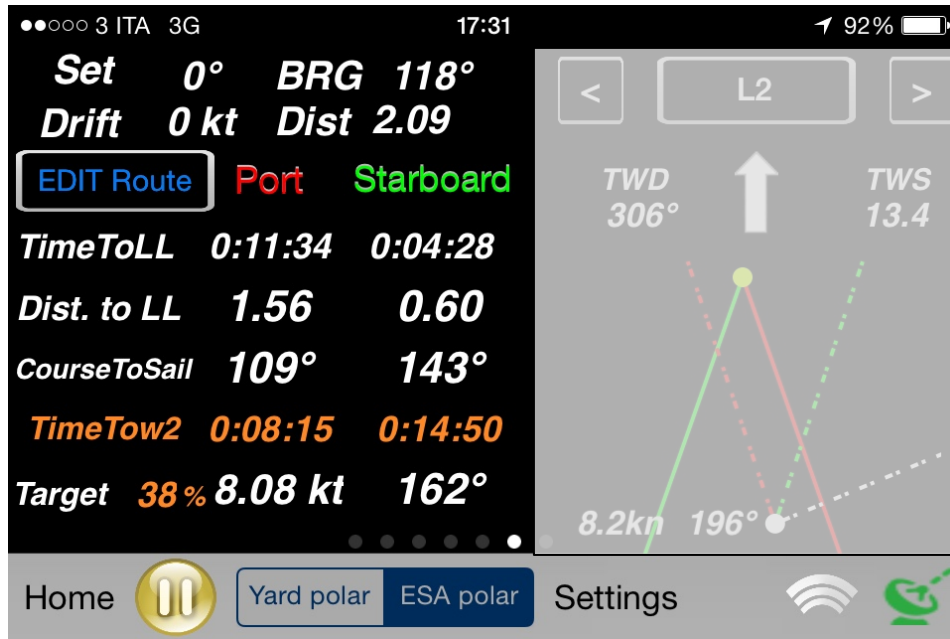 3 ITA 3G 17:31 92%
Set 0° BRG 118°
Drift 0 kt Dist 2.09
EDIT Route Port Starboard
TimeToLL 0:11:34 0:04:28
Dist. to LL 1.56 0.60
CourseToSail 109° 143°
TimeTow2 0:08:15 0:14:50
Target 38% 8.08 kt 162°
< L2 >
TWD TWS
306° 13.4
8.2kn 196°
Home Yard polar ESA polar Settings